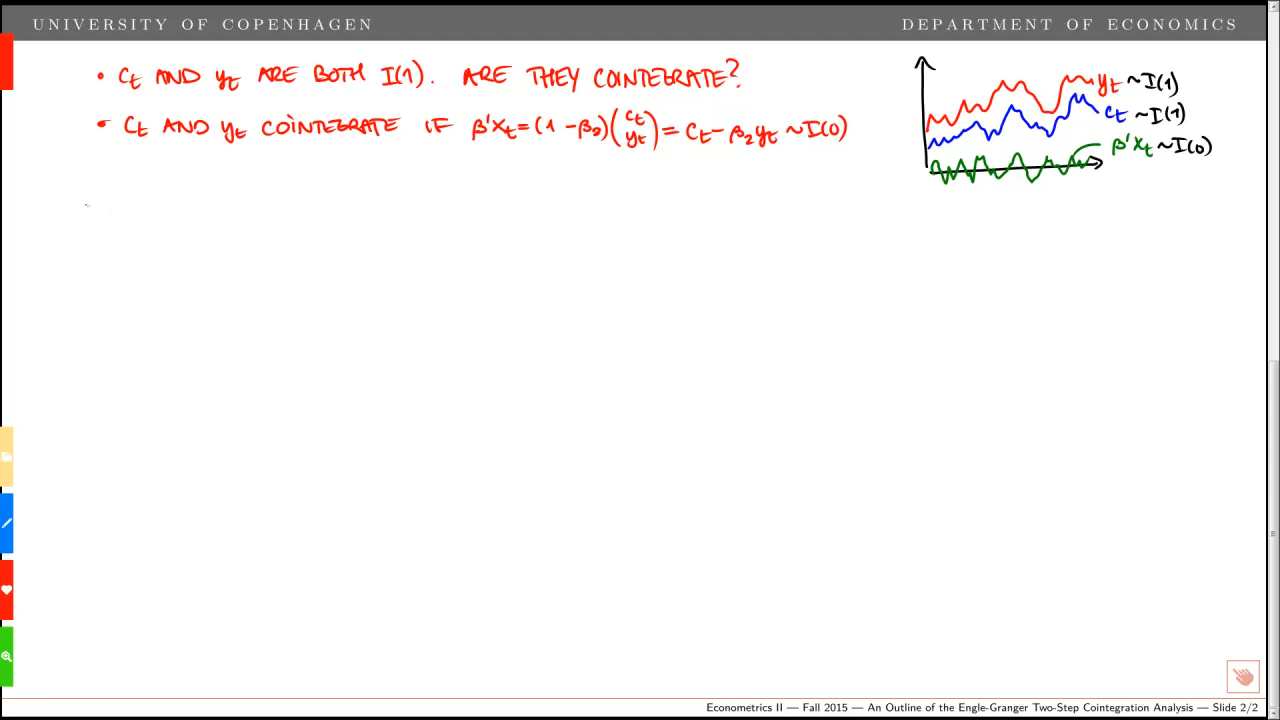 UNIVERSITY OF COPENHAGEN
DEPARTMENT OF ECONOMICS
• Ct AND yt ARE BOTH I(1). ARE THEY COINTEGRATE?
• Ct AND yt COINTEGRATE IF β'Xt = (1 -β2)(Ct yt) = Ct - β2yt ~ I(0)
yt ~ I(1)
Ct ~ I(1)
β'Xt ~ I(0)
Econometrics II — Fall 2015 — An Outline of the Engle-Granger Two-Step Cointegration Analysis — Slide 2/2